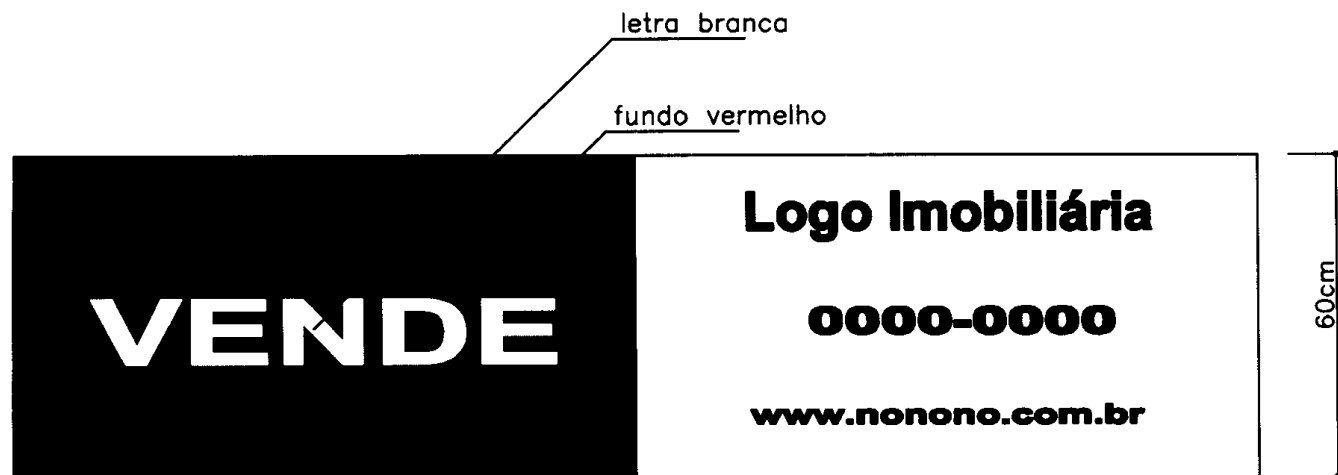 letra branca
fundo vermelho
Logo Imobiliária
VENDE
0000-0000
www.nonono.com.br
60cm